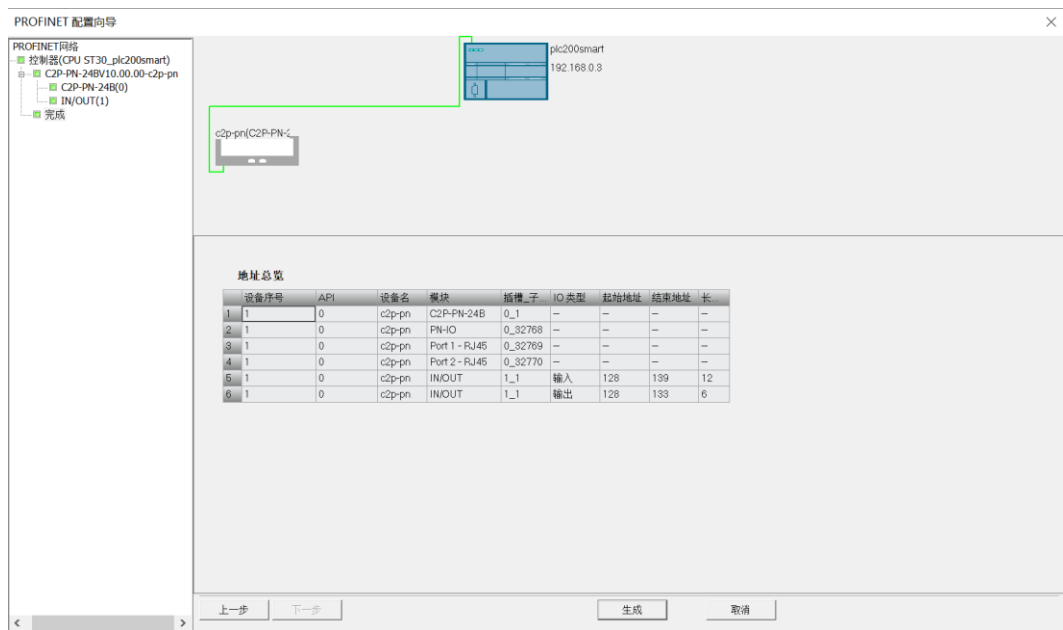 PROFINET 配置向导
PROFINET网络
控制器(CPU ST30_plc200smart)
C2P-PN-24BV10.00.00-c2p-pn
C2P-PN-24B(0)
IN/OUT(1)
完成
plc200smart
192.168.0.3
c2p-pn(C2P-PN-2
地址总览
设备序号 API 设备名 模块 插槽_子... IO 类型 起始地址 结束地址 长...
1 1 0 c2p-pn C2P-PN-24B 0_1 – – – –
2 1 0 c2p-pn PN-IO 0_32768 – – – –
3 1 0 c2p-pn Port 1 - RJ45 0_32769 – – – –
4 1 0 c2p-pn Port 2 - RJ45 0_32770 – – – –
5 1 0 c2p-pn IN/OUT 1_1 输入 128 139 12
6 1 0 c2p-pn IN/OUT 1_1 输出 128 133 6
上一步 下一步 生成 取消